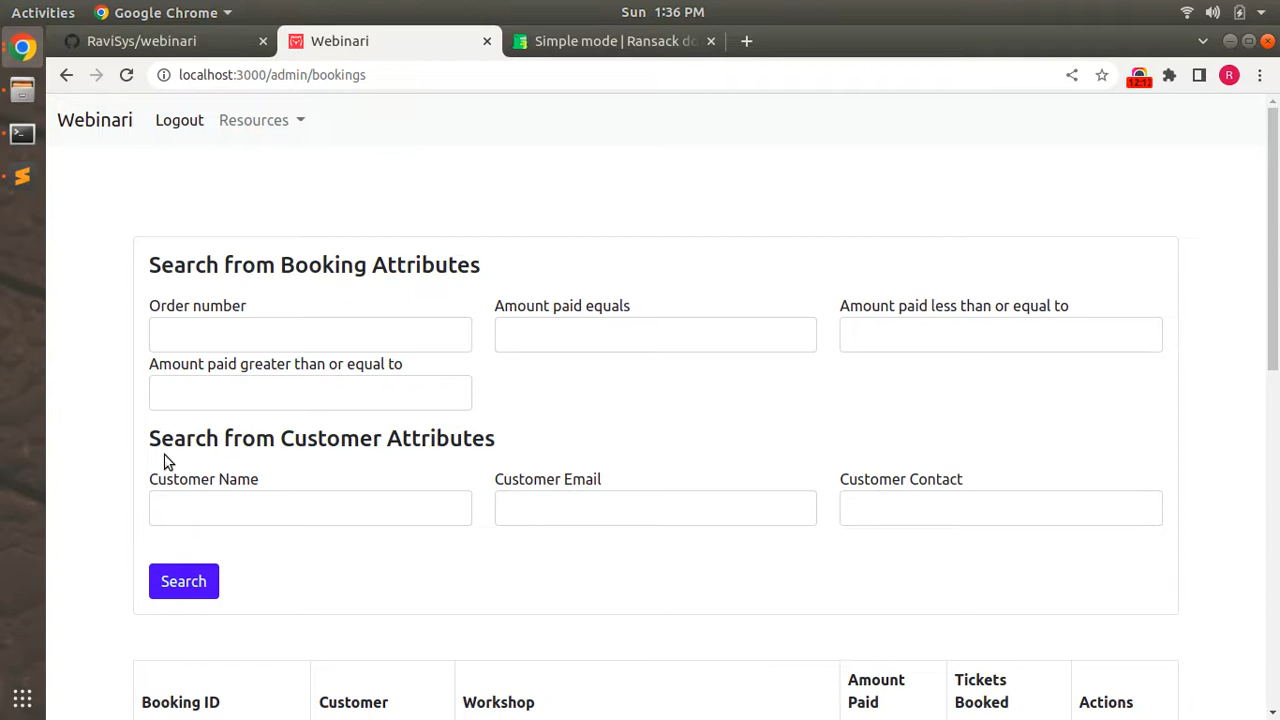 Activities Google Chrome Sun 1:36 PM
RaviSys/webinari Webinari Simple mode | Ransack do
localhost:3000/admin/bookings 12:11 R
Webinari Logout Resources
Search from Booking Attributes
Order number Amount paid equals Amount paid less than or equal to
Amount paid greater than or equal to
Search from Customer Attributes
Customer Name Customer Email Customer Contact
Search
Booking ID Customer Workshop Amount Paid Tickets Booked Actions